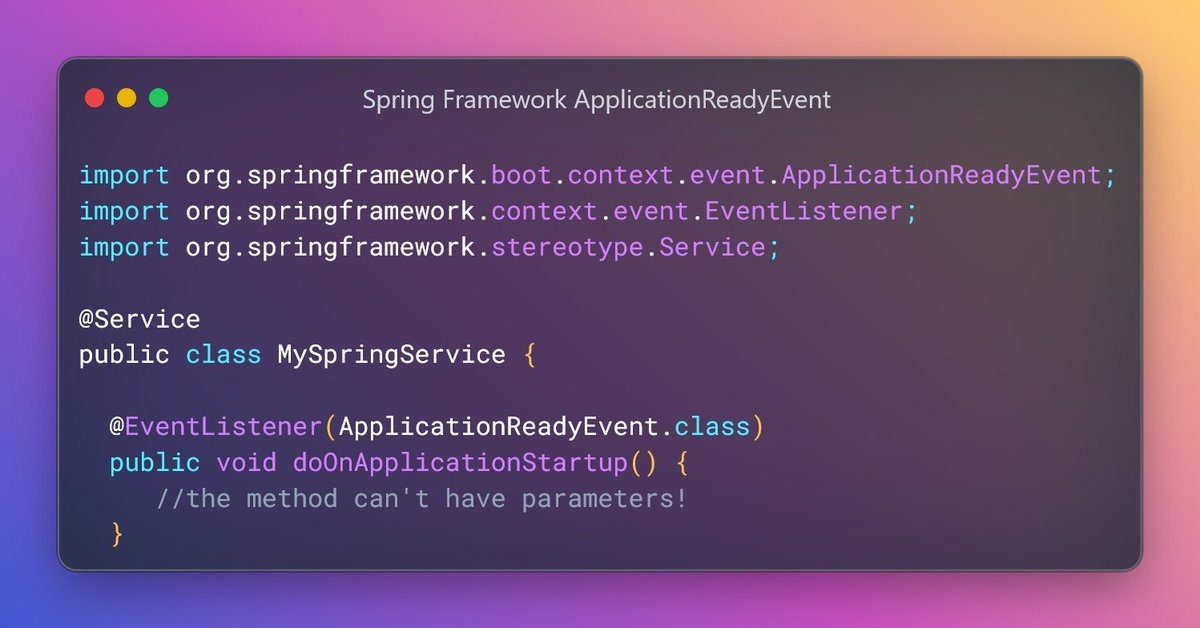 Spring Framework ApplicationReadyEvent
import org.springframework.boot.context.event.ApplicationReadyEvent;
import org.springframework.context.event.EventListener;
import org.springframework.stereotype.Service;
@Service
public class MySpringService {
@EventListener(ApplicationReadyEvent.class)
public void doOnApplicationStartup() {
//the method can't have parameters!
}